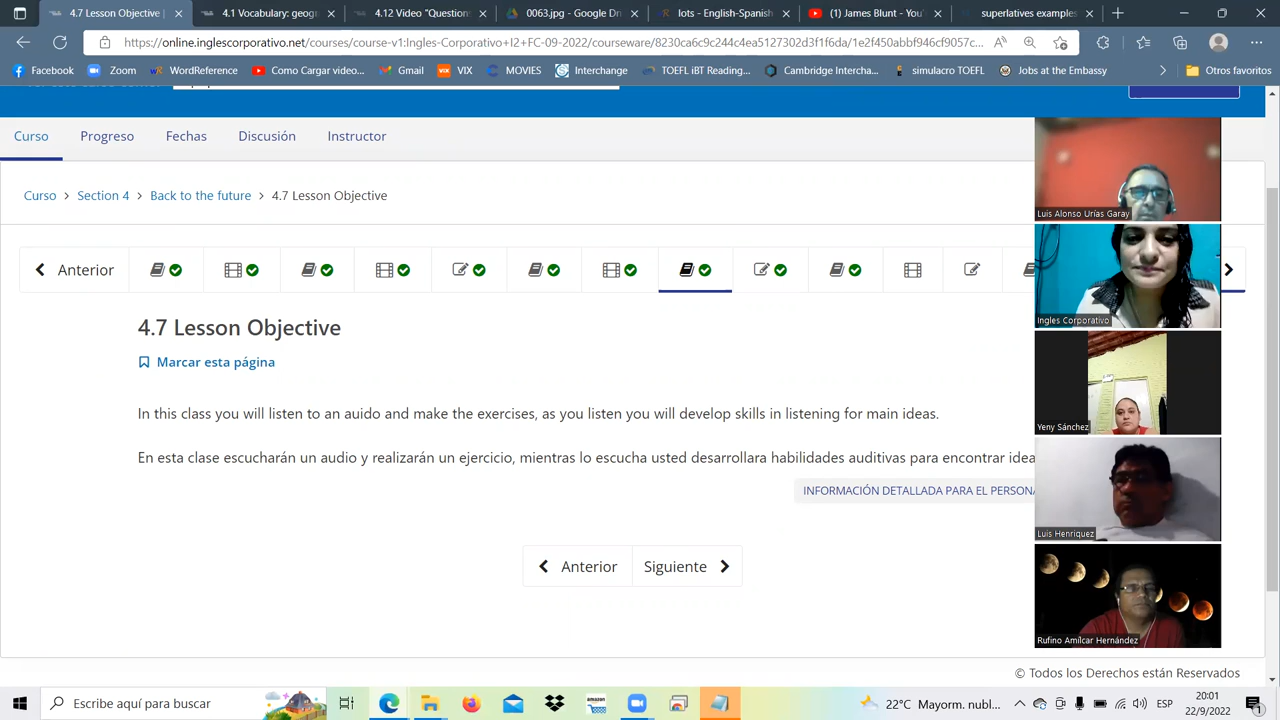 4.7 Lesson Objective
4.1 Vocabulary: geogr
4.12 Video "Questions
0063.jpg - Google Dri
lots - English-Spanish
(1) James Blunt - You
superlatives examples
https://online.inglescorporativo.net/courses/course-v1:Ingles-Corporativo+I2+FC-09-2022/courseware/8230ca6c9c244c4ea5127302d3f1f6da/1e2f450abbf946cf9057c...
Facebook
Zoom
WordReference
Como Cargar video...
Gmail
VIX
MOVIES
Interchange
TOEFL iBT Reading...
Cambridge Intercha...
simulacro TOEFL
Jobs at the Embassy
Otros favoritos
Curso
Progreso
Fechas
Discusión
Instructor
Curso > Section 4 > Back to the future > 4.7 Lesson Objective
Anterior
4.7 Lesson Objective
Marcar esta página
In this class you will listen to an auido and make the exercises, as you listen you will develop skills in listening for main ideas.
En esta clase escucharán un audio y realizarán un ejercicio, mientras lo escucha usted desarrollara habilidades auditivas para encontrar idea
INFORMACIÓN DETALLADA PARA EL PERSONA
Anterior
Siguiente
© Todos los Derechos están Reservados
Luis Alonso Urías Garay
Ingles Corporativo
Yeny Sánchez
Luis Henriquez
Rufino Amílcar Hernández
Escribe aquí para buscar
22°C Mayorm. nubl...
ESP
20:01
22/9/2022